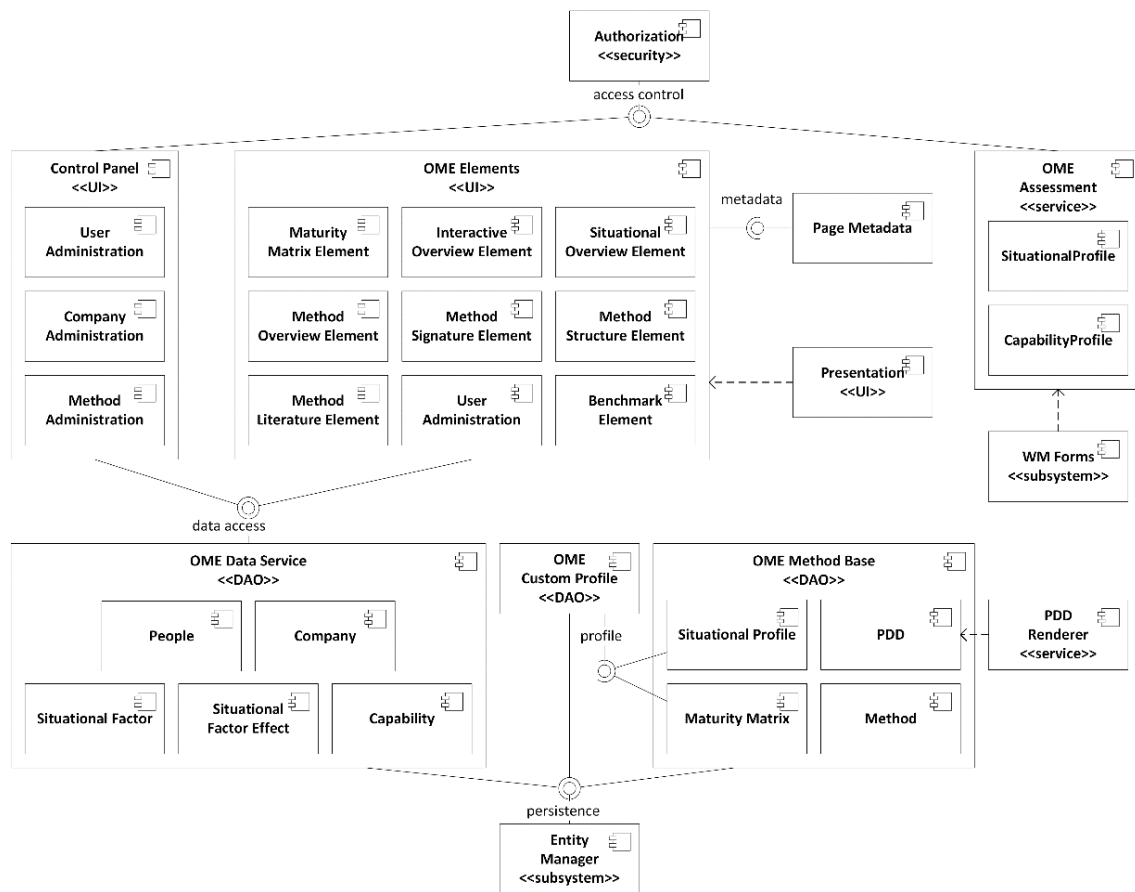 Authorization
<<security>>
access control
Control Panel
<<UI>>
User
Administration
Company
Administration
Method
Administration
OME Elements
<<UI>>
Maturity
Matrix Element
Interactive
Overview Element
Situational
Overview Element
Method
Overview Element
Method
Signature Element
Method
Structure Element
Method
Literature Element
User
Administration
Benchmark
Element
metadata
Page Metadata
Presentation
<<UI>>
OME
Assessment
<<service>>
SituationalProfile
CapabilityProfile
WM Forms
<<subsystem>>
data access
OME Data Service
<<DAO>>
People
Company
Situational Factor
Situational
Factor Effect
Capability
OME
Custom Profile
<<DAO>>
profile
OME Method Base
<<DAO>>
Situational Profile
PDD
Maturity Matrix
Method
PDD
Renderer
<<service>>
persistence
Entity
Manager
<<subsystem>>